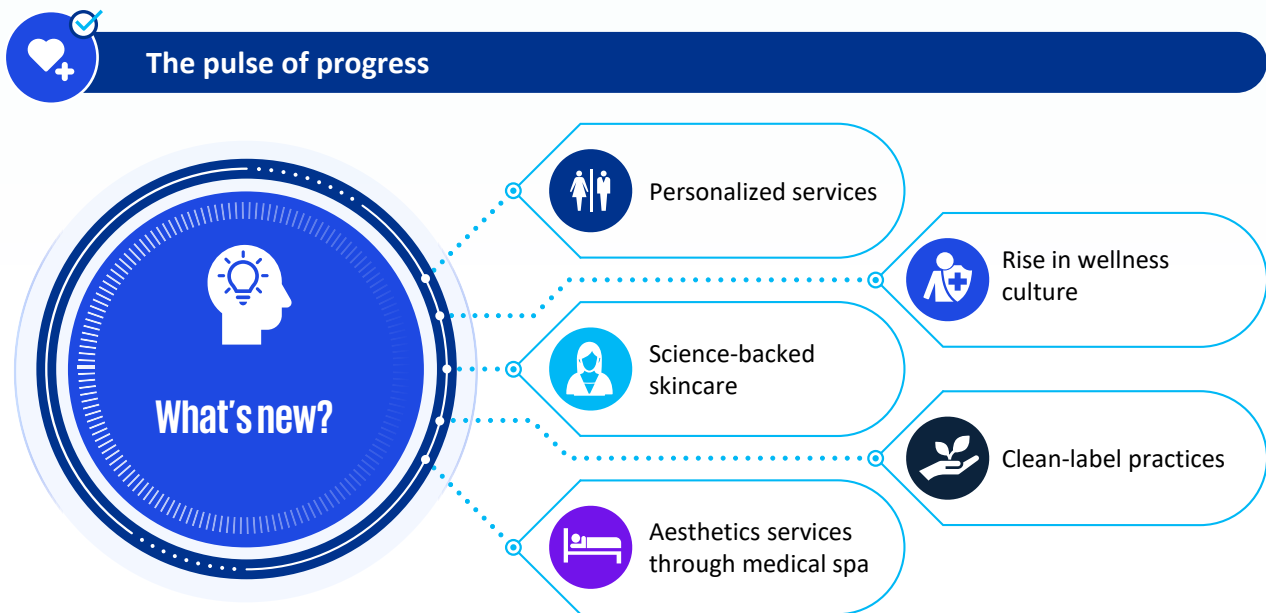 The pulse of progress
What's new?
Personalized services
Rise in wellness
culture
Science-backed
skincare
Clean-label practices
Aesthetics services
through medical spa